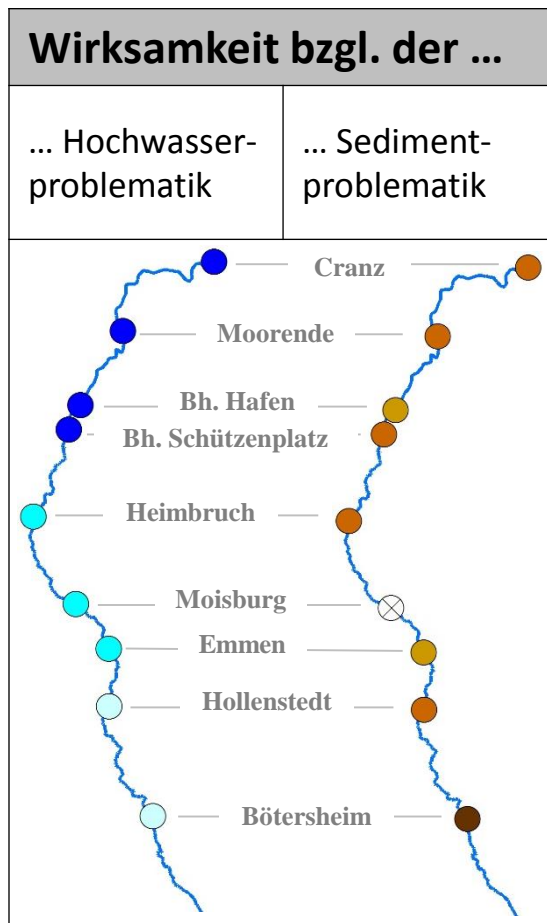 Wirksamkeit bzgl. der ...
... Hochwasser-
problematik
... Sediment-
problematik
Cranz
Moorende
Bh. Hafen
Bh. Schützenplatz
Heimbruch
Moisburg
Emmen
Hollenstedt
Bötersheim